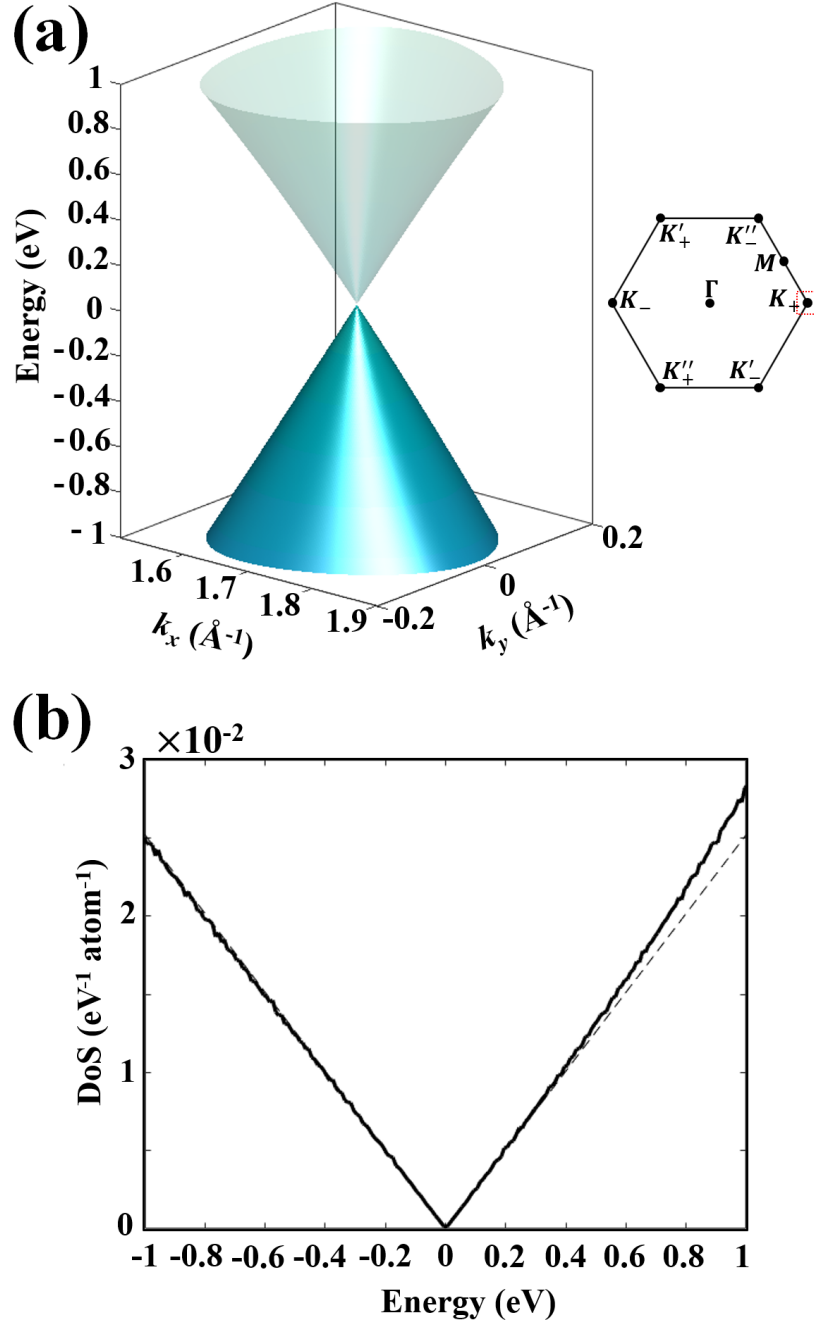 (a)
1
0.8
0.6
0.4
0.2
0
-0.2
-0.4
-0.6
-0.8
-1
Energy (eV)
1.6
1.7
1.8
1.9
kₓ (Å⁻¹)
-0.2
0
0.2
k_y (Å⁻¹)
K′₊ K″₋
M
Γ
K₋ K₊
K″₊ K′₋
(b)
×10⁻²
3
2
1
0
DoS (eV⁻¹ atom⁻¹)
-1 -0.8 -0.6 -0.4 -0.2 0 0.2 0.4 0.6 0.8 1
Energy (eV)